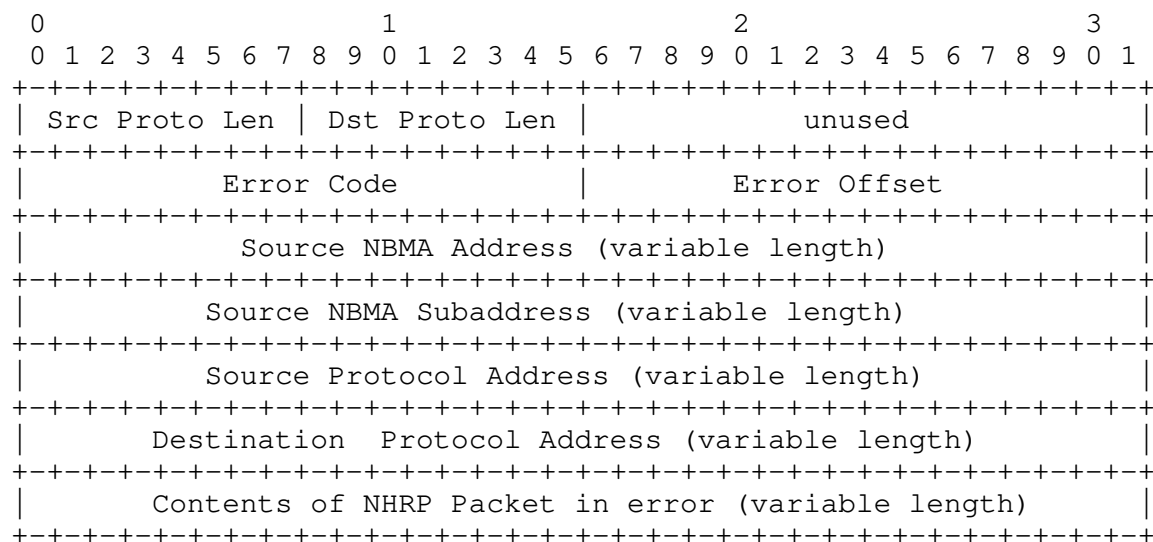 0                   1                   2                   3
 0 1 2 3 4 5 6 7 8 9 0 1 2 3 4 5 6 7 8 9 0 1 2 3 4 5 6 7 8 9 0 1
+-+-+-+-+-+-+-+-+-+-+-+-+-+-+-+-+-+-+-+-+-+-+-+-+-+-+-+-+-+-+-+-+
| Src Proto Len | Dst Proto Len |            unused             |
+-+-+-+-+-+-+-+-+-+-+-+-+-+-+-+-+-+-+-+-+-+-+-+-+-+-+-+-+-+-+-+-+
|           Error Code          |        Error Offset           |
+-+-+-+-+-+-+-+-+-+-+-+-+-+-+-+-+-+-+-+-+-+-+-+-+-+-+-+-+-+-+-+-+
|            Source NBMA Address (variable length)              |
+-+-+-+-+-+-+-+-+-+-+-+-+-+-+-+-+-+-+-+-+-+-+-+-+-+-+-+-+-+-+-+-+
|          Source NBMA Subaddress (variable length)             |
+-+-+-+-+-+-+-+-+-+-+-+-+-+-+-+-+-+-+-+-+-+-+-+-+-+-+-+-+-+-+-+-+
|          Source Protocol Address (variable length)            |
+-+-+-+-+-+-+-+-+-+-+-+-+-+-+-+-+-+-+-+-+-+-+-+-+-+-+-+-+-+-+-+-+
|       Destination  Protocol Address (variable length)         |
+-+-+-+-+-+-+-+-+-+-+-+-+-+-+-+-+-+-+-+-+-+-+-+-+-+-+-+-+-+-+-+-+
|       Contents of NHRP Packet in error (variable length)      |
+-+-+-+-+-+-+-+-+-+-+-+-+-+-+-+-+-+-+-+-+-+-+-+-+-+-+-+-+-+-+-+-+